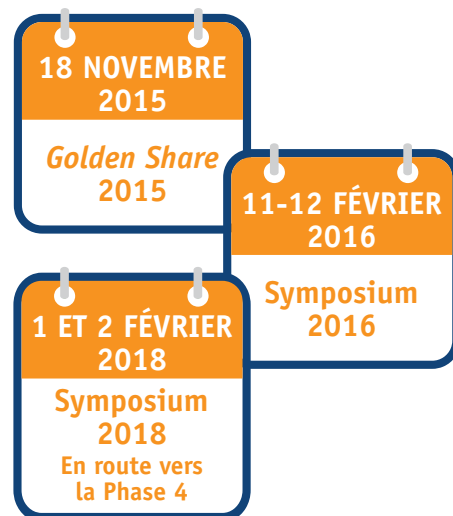 18 NOVEMBRE
2015
Golden Share
2015
11-12 FÉVRIER
2016
Symposium
2016
1 ET 2 FÉVRIER
2018
Symposium
2018
En route vers
la Phase 4